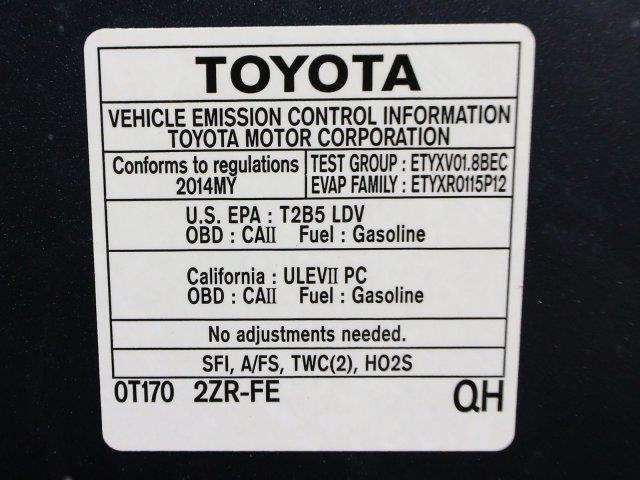 TOYOTA
VEHICLE EMISSION CONTROL INFORMATION
TOYOTA MOTOR CORPORATION
Conforms to regulations
2014MY
TEST GROUP : ETYXV01.8BEC
EVAP FAMILY : ETYXR0115P12
U.S. EPA : T2B5 LDV
OBD : CAII Fuel : Gasoline
California : ULEVII PC
OBD : CAII Fuel : Gasoline
No adjustments needed.
SFI, A/FS, TWC(2), HO2S
0T170 2ZR-FE QH